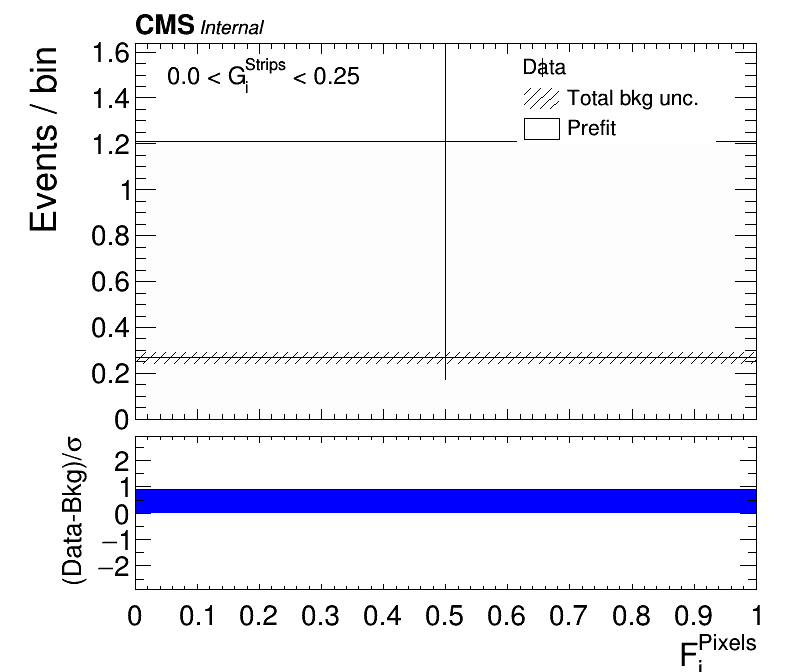 CMS Internal
Events / bin
1.6
1.4
1.2
1
0.8
0.6
0.4
0.2
0
0.0 < G_i^Strips < 0.25
Data
Total bkg unc.
Prefit
(Data-Bkg)/σ
2
1
0
−1
−2
0 0.1 0.2 0.3 0.4 0.5 0.6 0.7 0.8 0.9 1
F_i^Pixels